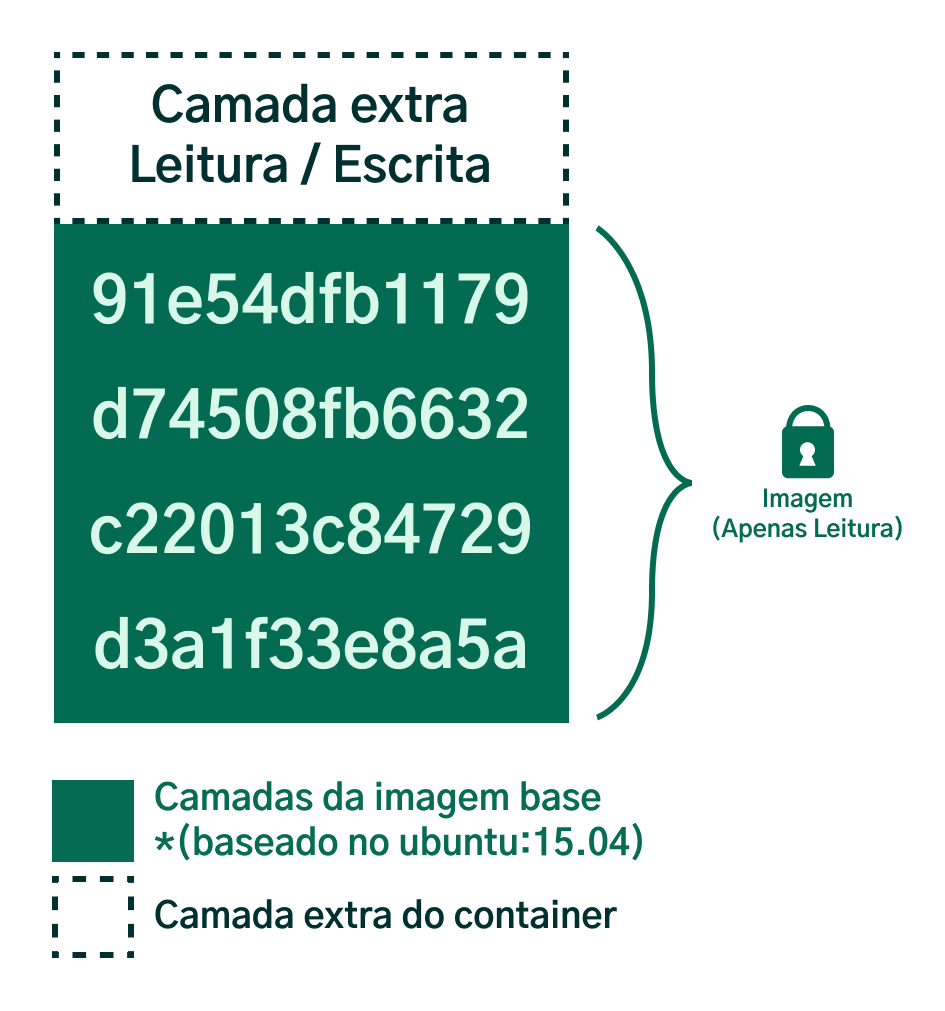 Camada extra
Leitura / Escrita
91e54dfb1179
d74508fb6632
c22013c84729
d3a1f33e8a5a
Imagem
(Apenas Leitura)
Camadas da imagem base
*(baseado no ubuntu:15.04)
Camada extra do container